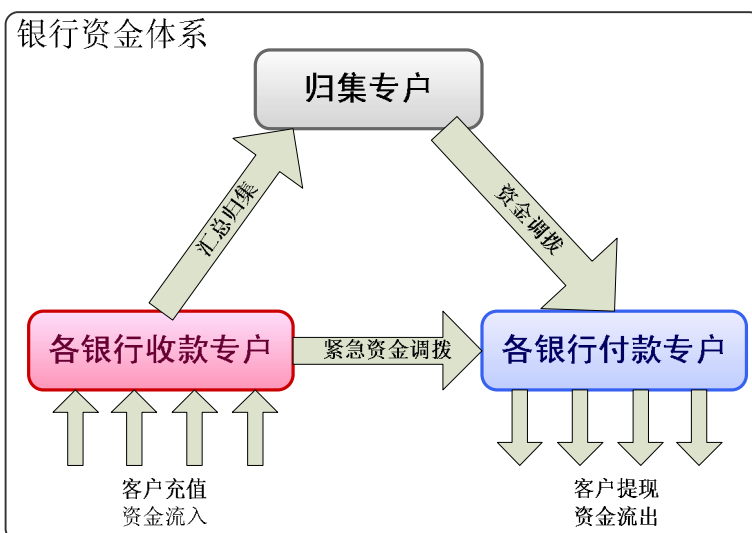 银行资金体系
归集专户
汇总归集
资金调拨
各银行收款专户
紧急资金调拨
各银行付款专户
客户充值
资金流入
客户提现
资金流出